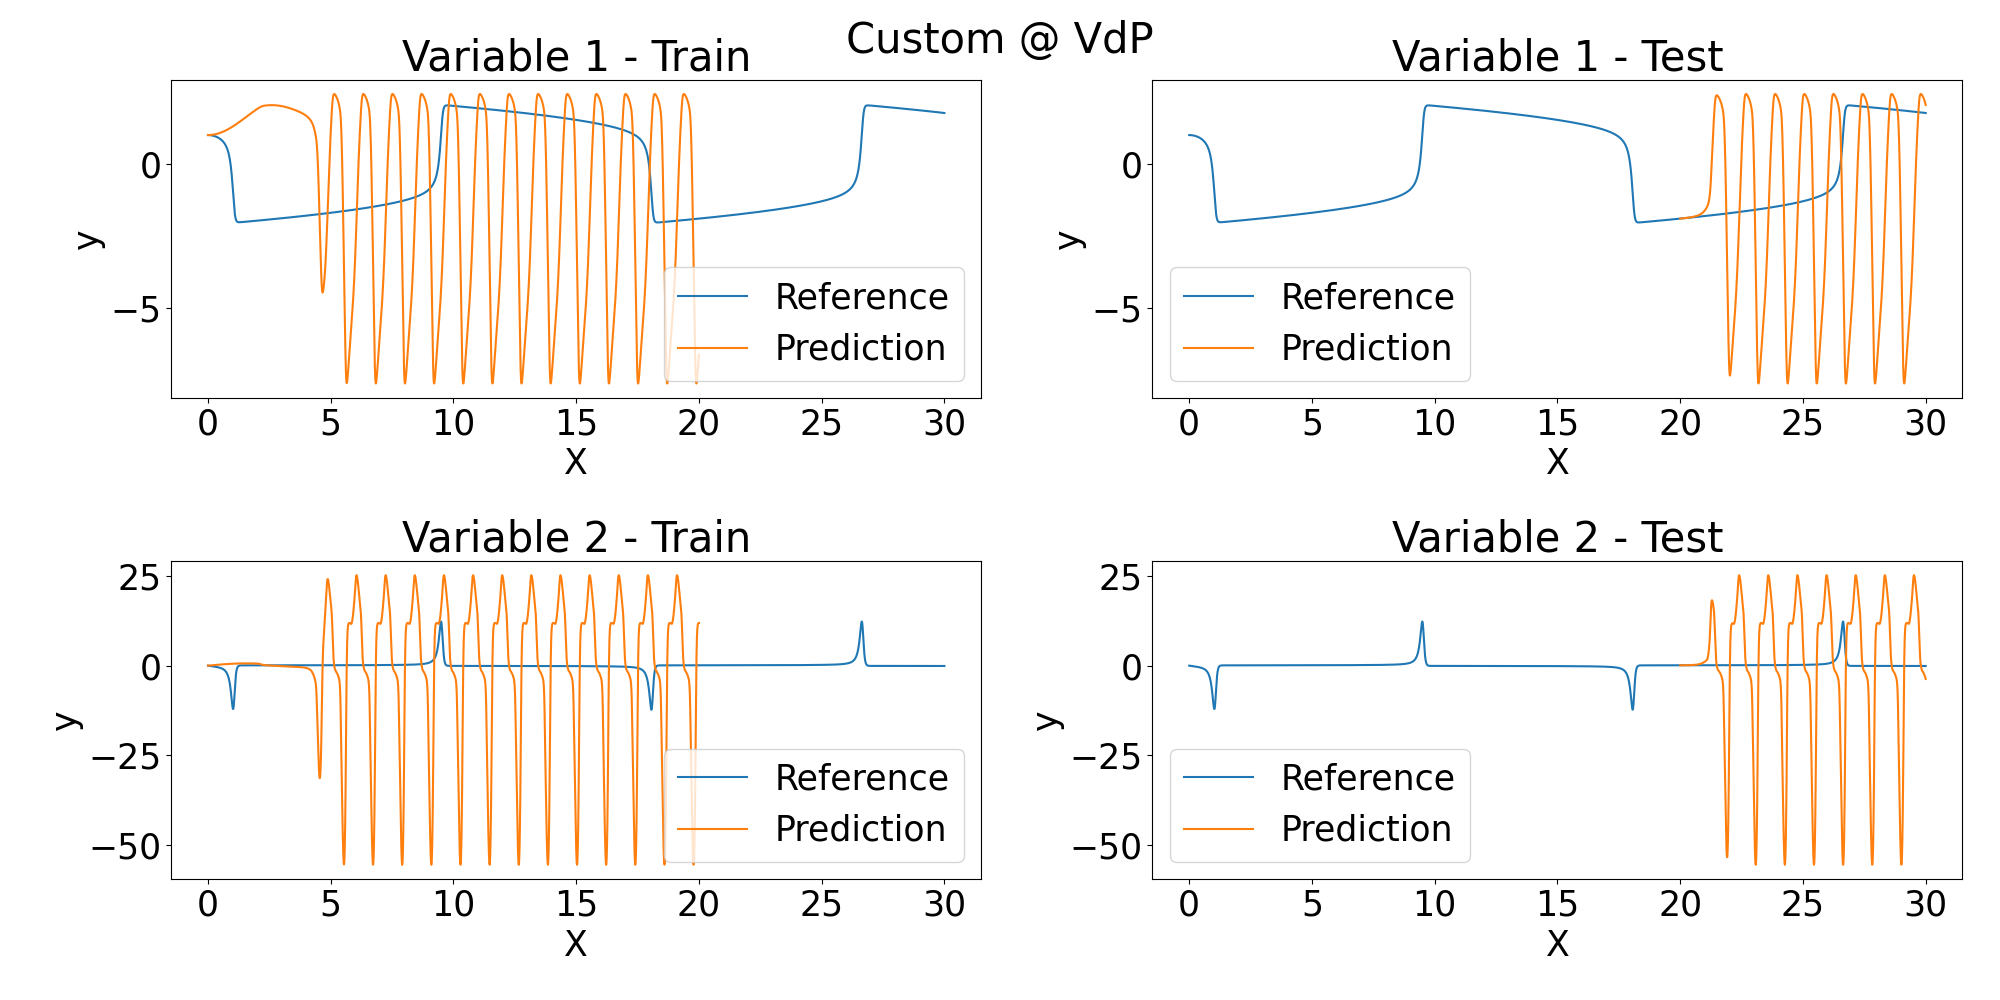 Custom @ VdP
Variable 1 - Train
0
−5
y
0 5 10 15 20 25 30
X
Reference
Prediction
Variable 1 - Test
0
−5
y
0 5 10 15 20 25 30
X
Reference
Prediction
Variable 2 - Train
25
0
−25
−50
y
0 5 10 15 20 25 30
X
Reference
Prediction
Variable 2 - Test
25
0
−25
−50
y
0 5 10 15 20 25 30
X
Reference
Prediction